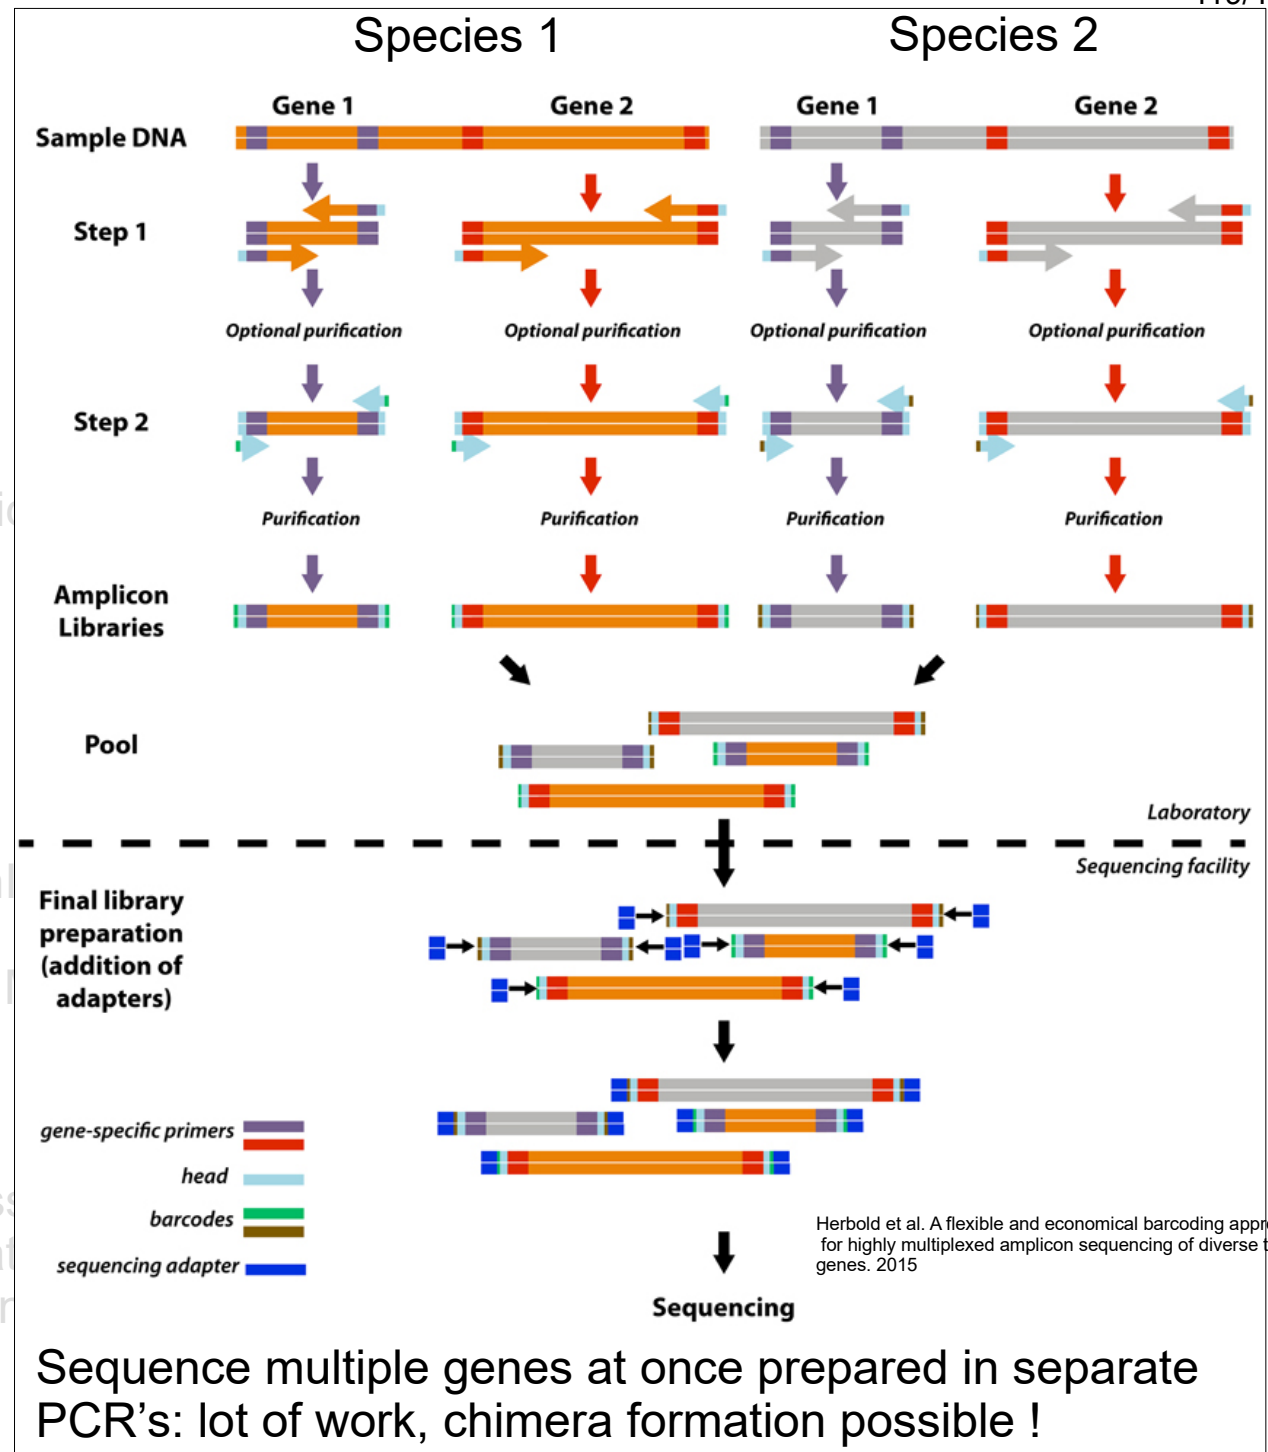 Species 1 Species 2
Gene 1 Gene 2 Gene 1 Gene 2
Sample DNA
Step 1
Optional purification Optional purification Optional purification Optional purification
Step 2
Purification Purification Purification Purification
Amplicon
Libraries
Pool
Laboratory
Sequencing facility
Final library
preparation
(addition of
adapters)
gene-specific primers
head
barcodes
sequencing adapter
Herbold et al. A flexible and economical barcoding
for highly multiplexed amplicon sequencing of diverse
genes. 2015
Sequencing
Sequence multiple genes at once prepared in separate
PCR's: lot of work, chimera formation possible !